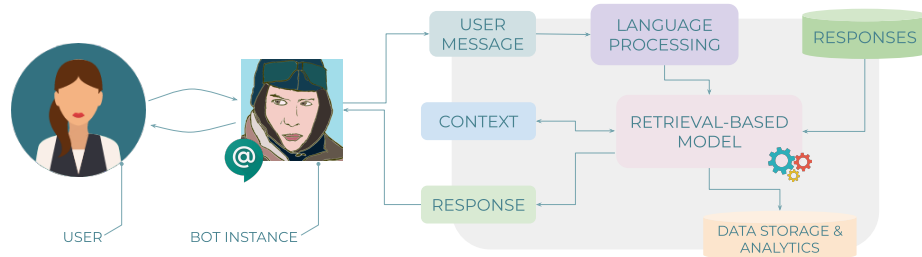 USER
MESSAGE
LANGUAGE
PROCESSING
RESPONSES
CONTEXT
RETRIEVAL-BASED
MODEL
@
RESPONSE
USER
BOT INSTANCE
DATA STORAGE &
ANALYTICS